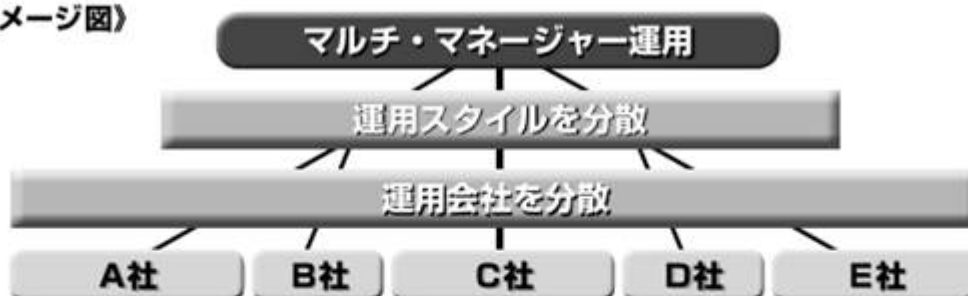 メージ図》
マルチ・マネージャー運用
運用スタイルを分散
運用会社を分散
A社
B社
C社
D社
E社